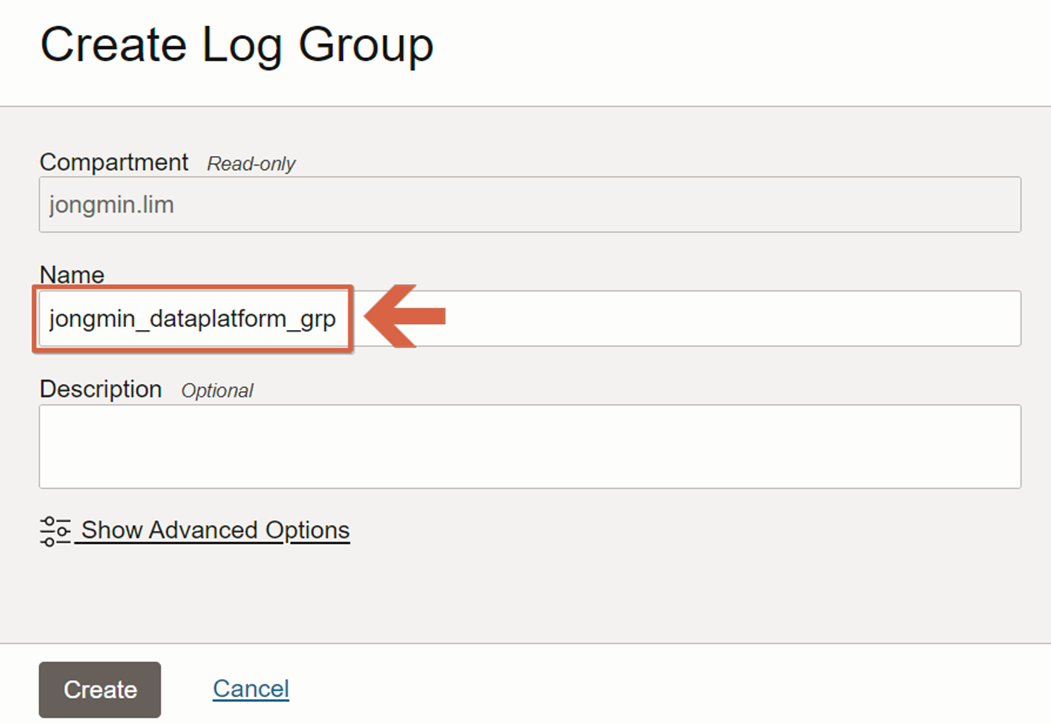 Create Log Group
Compartment Read-only
jongmin.lim
Name
jongmin_dataplatform_grp
Description Optional
Show Advanced Options
Create Cancel